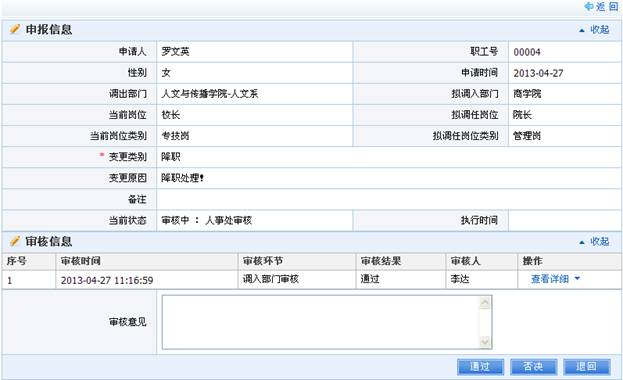 返 回
申报信息 收起
申请人 罗文英 职工号 00004
性别 女 申请时间 2013-04-27
调出部门 人文与传播学院-人文系 拟调入部门 商学院
当前岗位 校长 拟调任岗位 院长
当前岗位类别 专技岗 拟调任岗位类别 管理岗
* 变更类别 降职
变更原因 降职处理!
备注
当前状态 审核中 : 人事处审核 执行时间
审核信息 收起
序号 审核时间 审核环节 审核结果 审核人 操作
1 2013-04-27 11:16:59 调入部门审核 通过 李达 查看详细
审核意见
通过 否决 退回